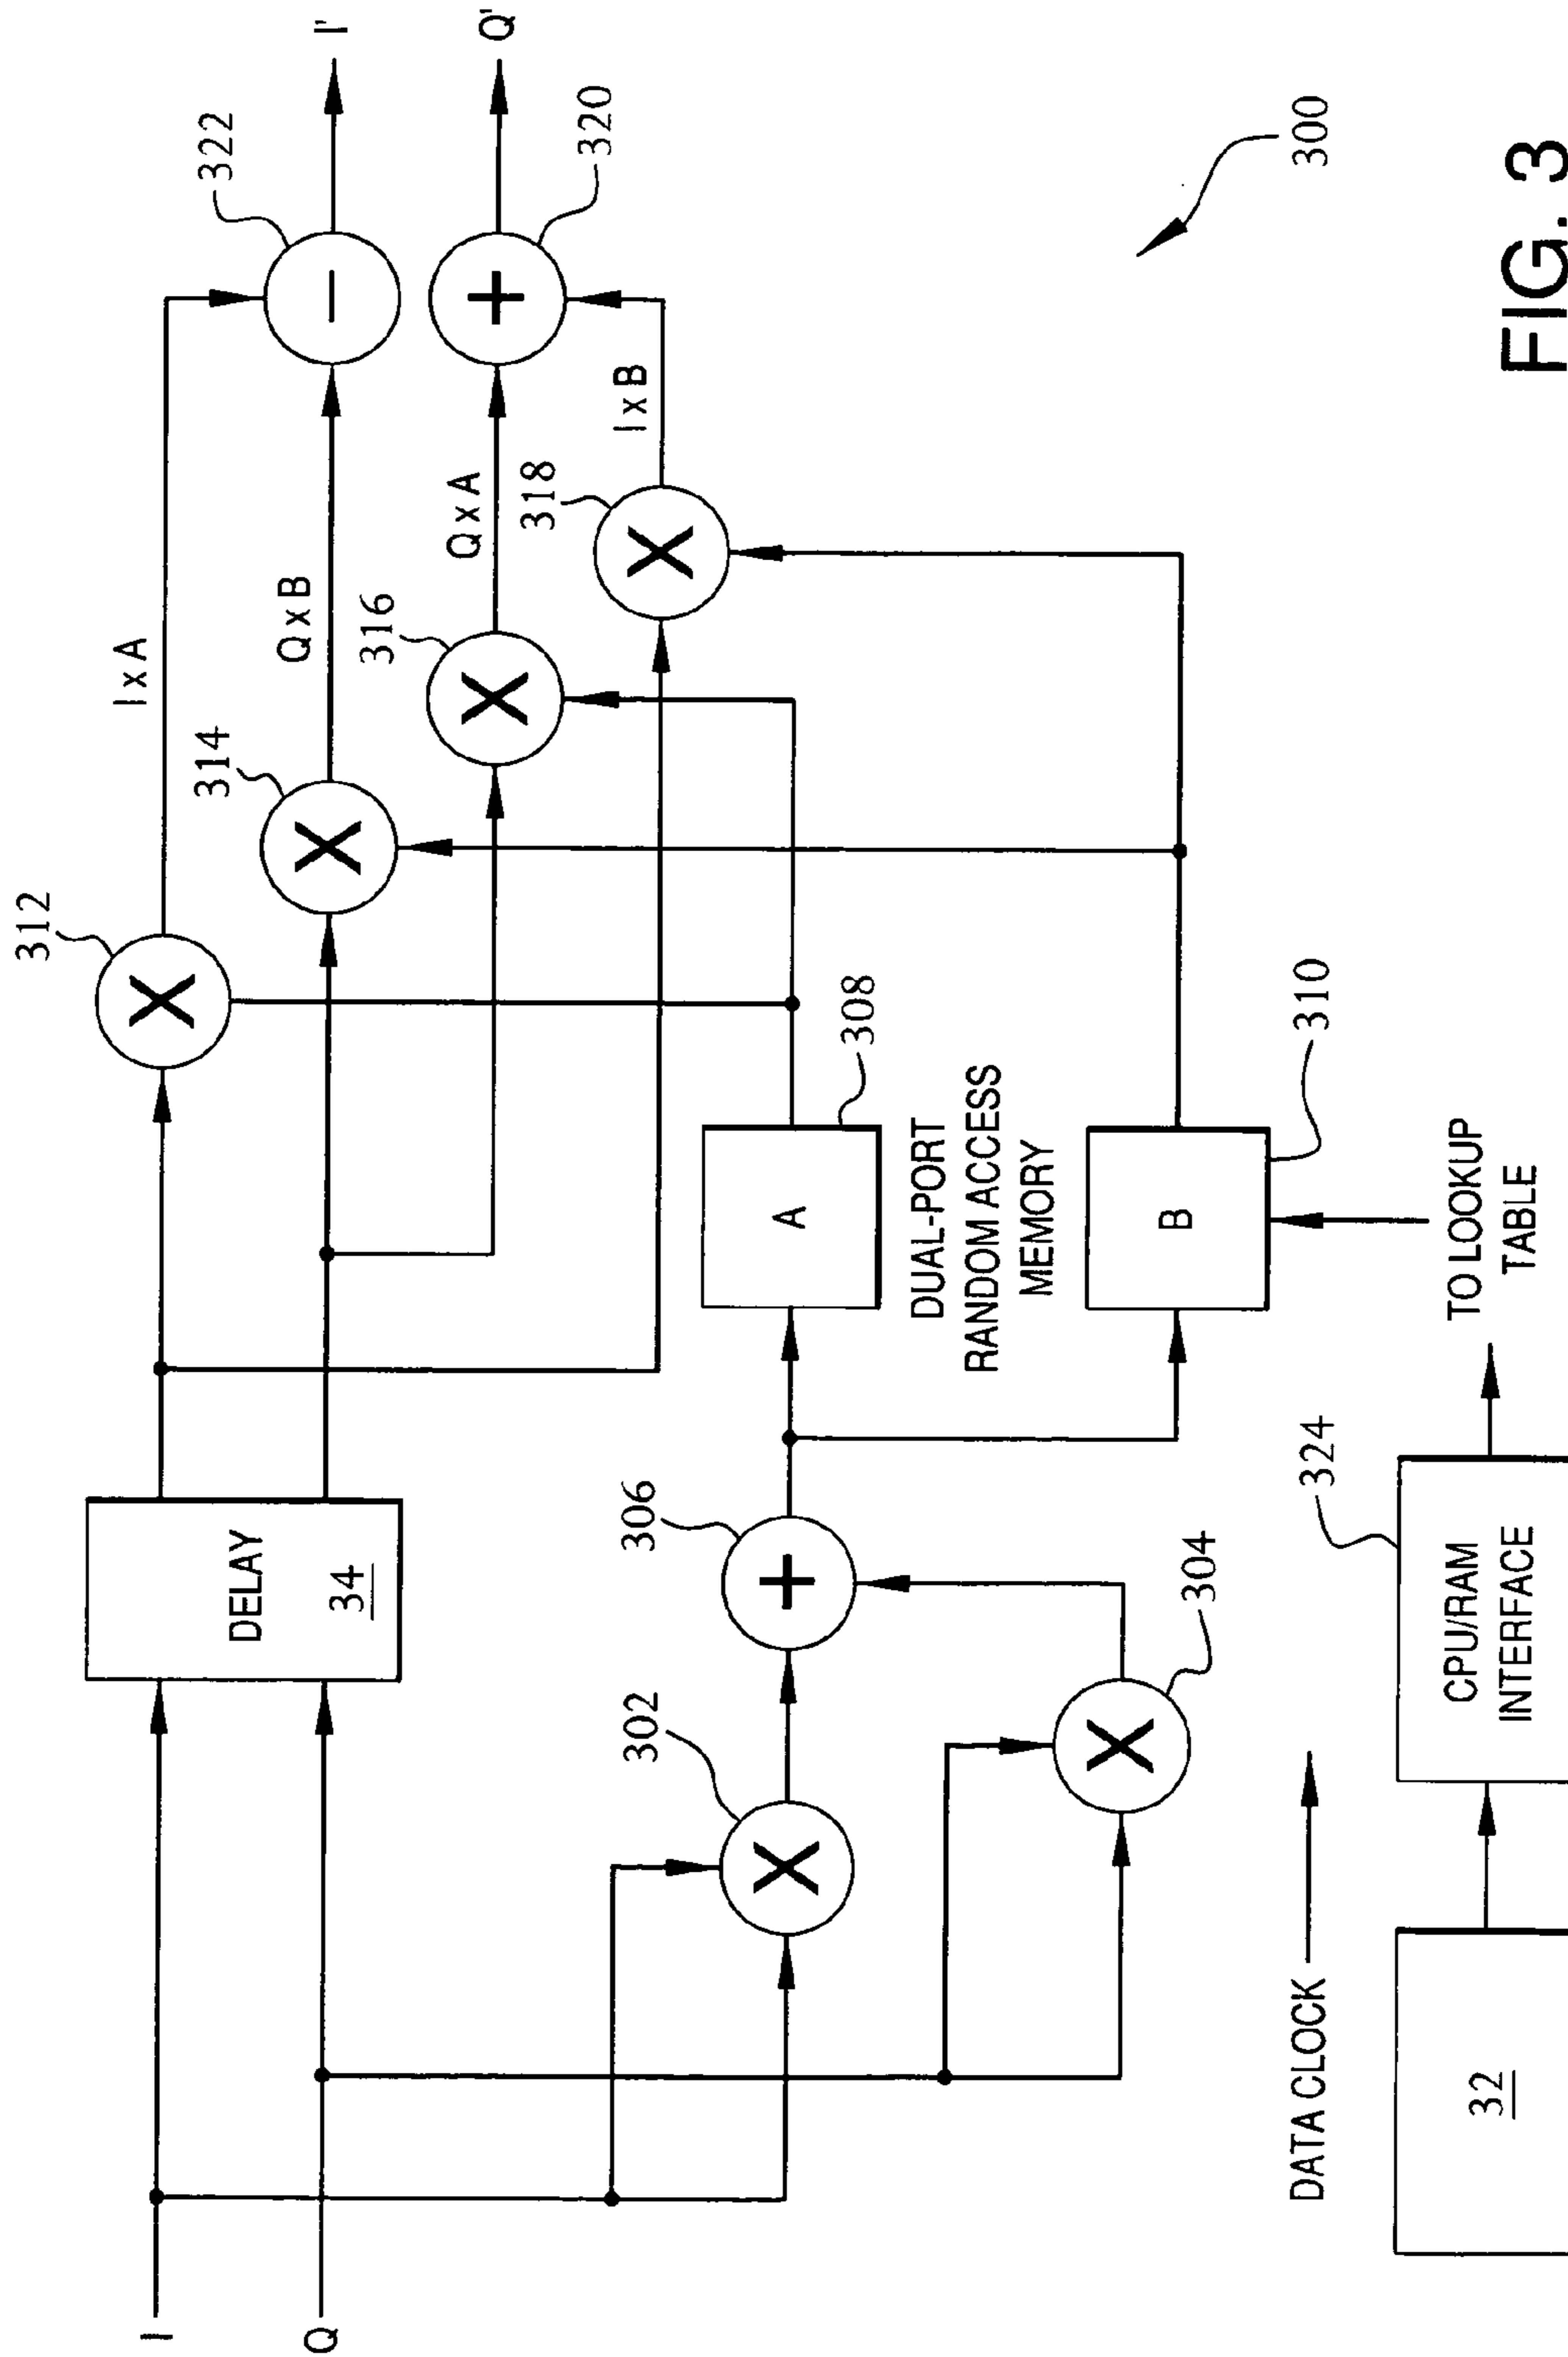 312
I x A
322
I'
314
Q x B
Q'
316
Q x A
320
318
I x B
I
DELAY
34
Q
302
306
A
308
DUAL-PORT
RANDOM ACCESS
MEMORY
300
304
B
310
DATA CLOCK
324
TO LOOKUP
TABLE
32
CPU/RAM
INTERFACE
FIG. 3